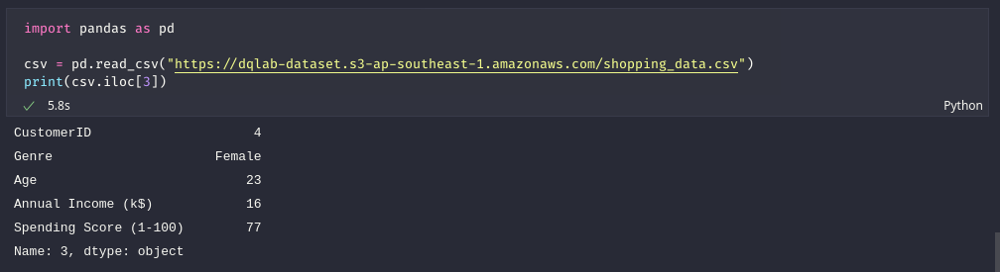 import pandas as pd
csv = pd.read_csv("https://dqlab-dataset.s3-ap-southeast-1.amazonaws.com/shopping_data.csv")
print(csv.iloc[3])
✓ 5.8s Python
CustomerID 4
Genre Female
Age 23
Annual Income (k$) 16
Spending Score (1-100) 77
Name: 3, dtype: object